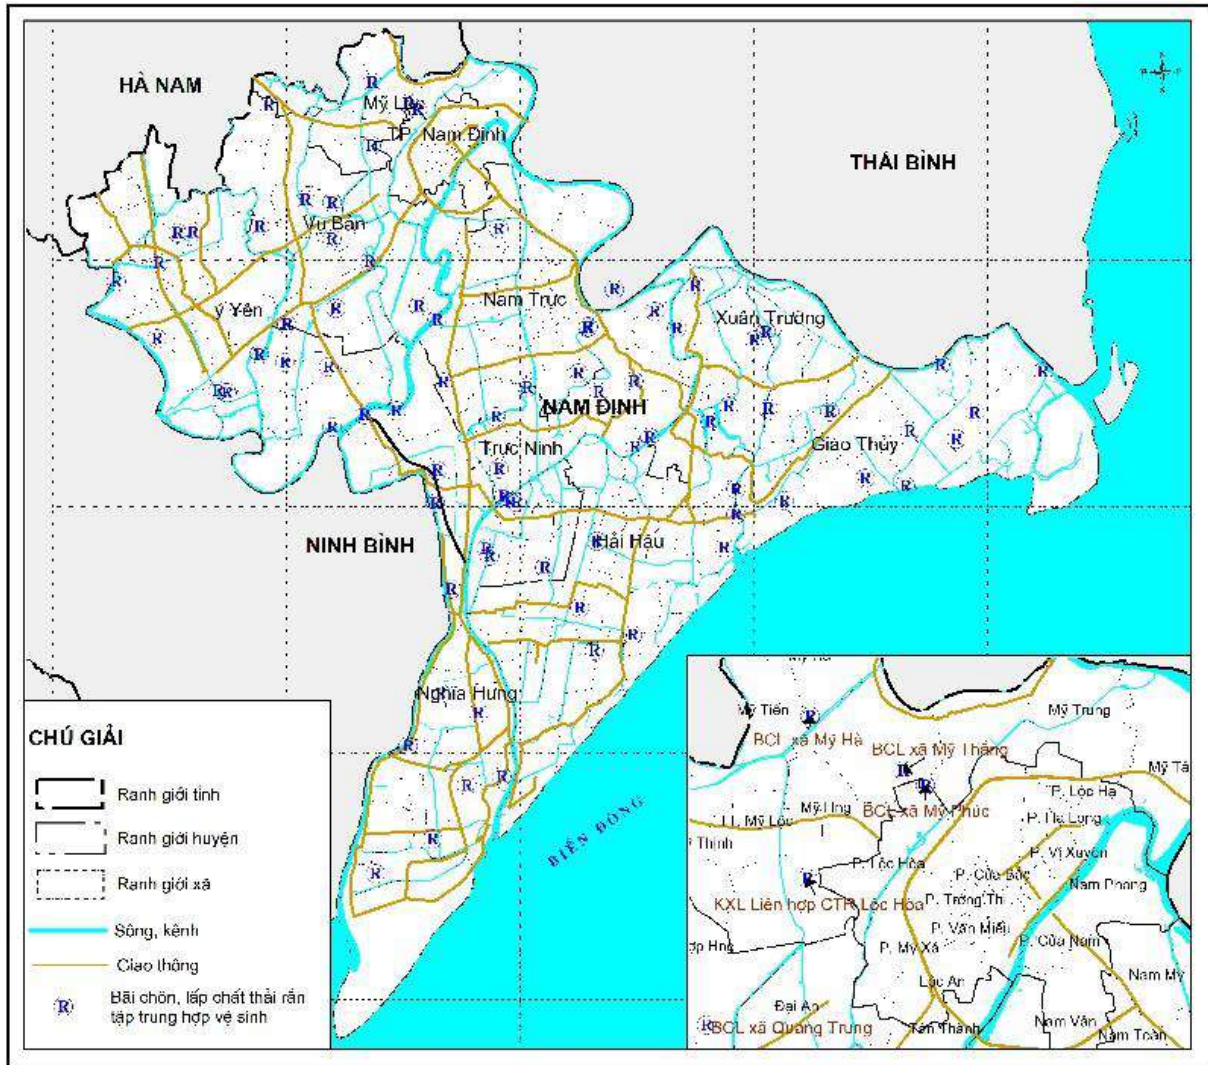 HÀ NAM
Mỹ Lộc
TP. Nam Định
THÁI BÌNH
Vụ Bản
Nam Trực
Ý Yên
Xuân Trường
NAM ĐỊNH
Trực Ninh
Giao Thủy
NINH BÌNH
Hải Hậu
Nghĩa Hưng
BIỂN ĐÔNG
CHÚ GIẢI
Ranh giới tỉnh
Ranh giới huyện
Ranh giới xã
Sông, kênh
Giao thông
R
Bãi chôn, lấp chất thải rắn
tập trung hợp vệ sinh
Mỹ Tiến
Mỹ Trung
BCL xã Mỹ Hà
BCL xã Mỹ Thắng
P. Lộc Hạ
Mỹ Hưng
BCL xã Mỹ Phúc
TT. Mỹ Lộc
P. Hạ Long
P. Vị Xuyên
P. Lộc Hòa
P. Cửa Bắc
Nam Phong
KXL Liên hợp CTR Lộc Hòa
P. Trường Thi
P. Văn Miếu
P. Mỹ Xá
P. Cửa Nam
Nam Mỹ
Lộc An
Đại An
BCL xã Quang Trung
Tân Thành
Nam Vân
Nam Toàn